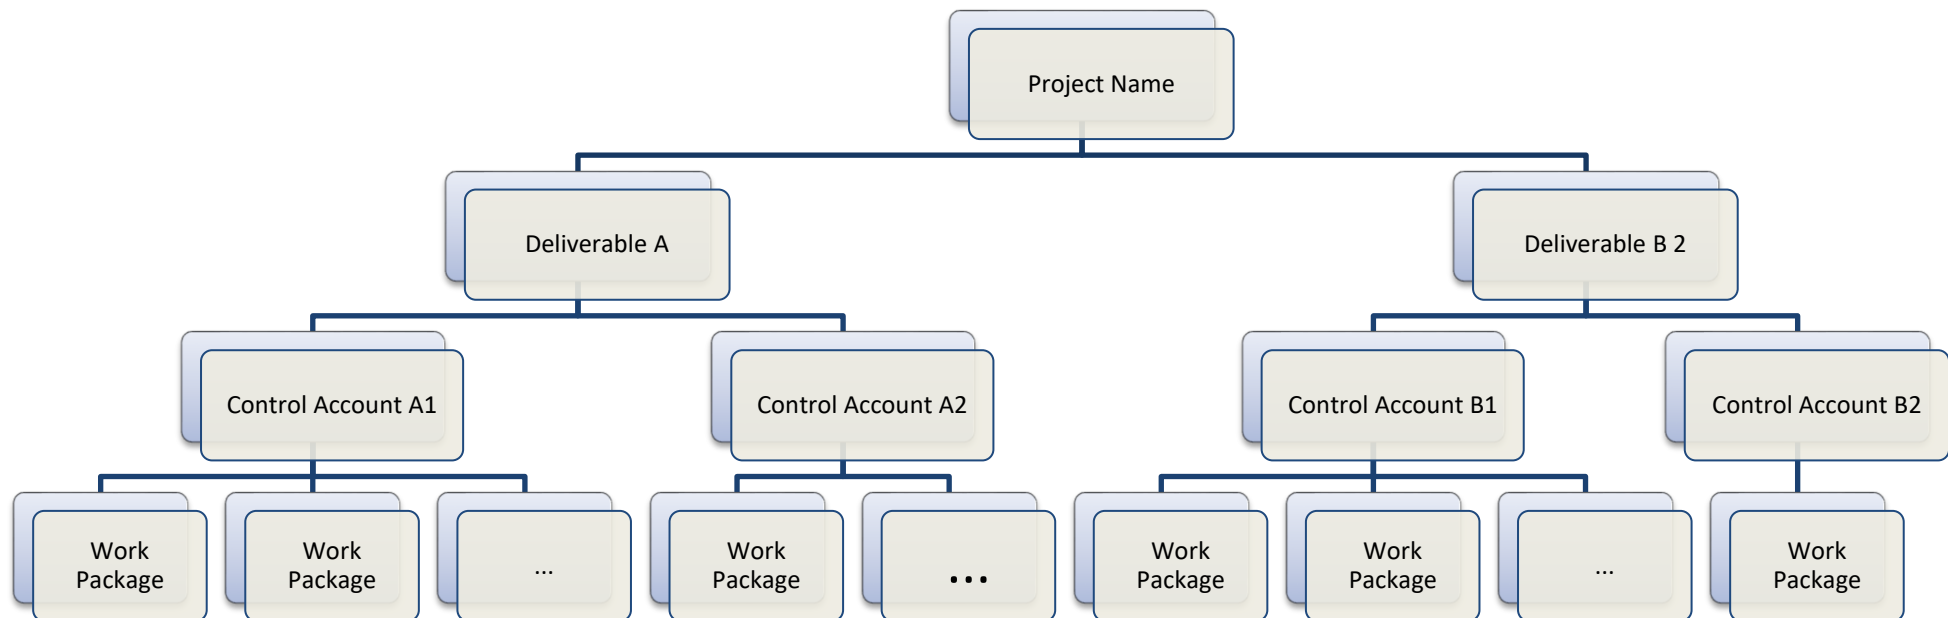 Project Name
Deliverable A
Deliverable B 2
Control Account A1
Control Account A2
Control Account B1
Control Account B2
Work
Package
Work
Package
...
Work
Package
...
Work
Package
Work
Package
...
Work
Package